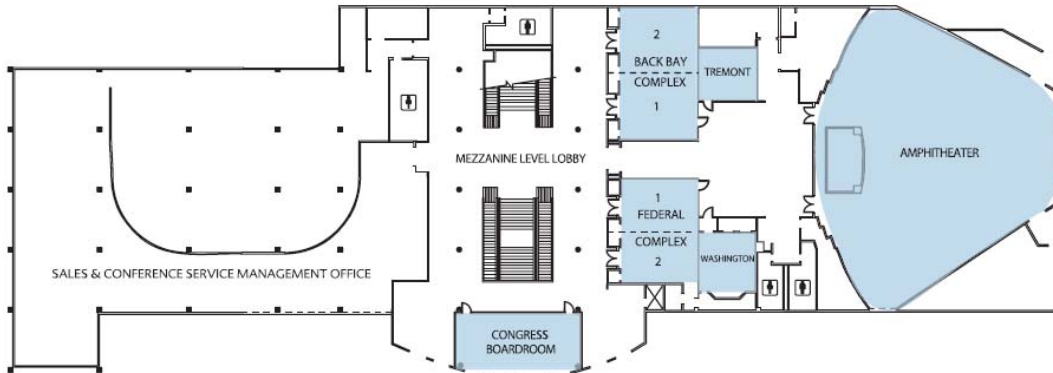 2
BACK BAY
COMPLEX
1
TREMONT
MEZZANINE LEVEL LOBBY
AMPHITHEATER
1
FEDERAL
COMPLEX
2
WASHINGTON
SALES & CONFERENCE SERVICE MANAGEMENT OFFICE
CONGRESS
BOARDROOM